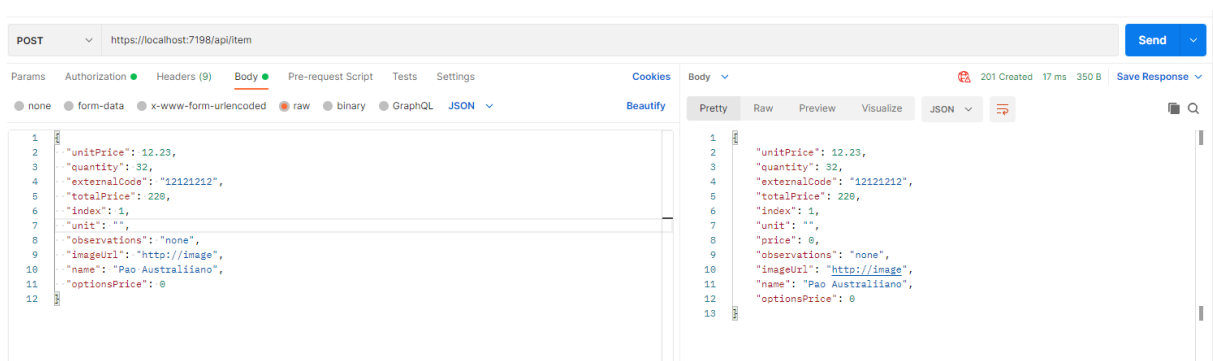 POST https://localhost:7198/api/item Send
Params Authorization Headers (9) Body Pre-request Script Tests Settings Cookies
none form-data x-www-form-urlencoded raw binary GraphQL JSON Beautify
1 {
2 "unitPrice": 12.23,
3 "quantity": 32,
4 "externalCode": "12121212",
5 "totalPrice": 220,
6 "index": 1,
7 "unit": "",
8 "observations": "none",
9 "imageUrl": "http://image",
10 "name": "Pao Australiiano",
11 "optionsPrice": 0
12 }
Body 201 Created 17 ms 350 B Save Response
Pretty Raw Preview Visualize JSON
1 {
2 "unitPrice": 12.23,
3 "quantity": 32,
4 "externalCode": "12121212",
5 "totalPrice": 220,
6 "index": 1,
7 "unit": "",
8 "price": 0,
9 "observations": "none",
10 "imageUrl": "http://image",
11 "name": "Pao Australiiano",
12 "optionsPrice": 0
13 }